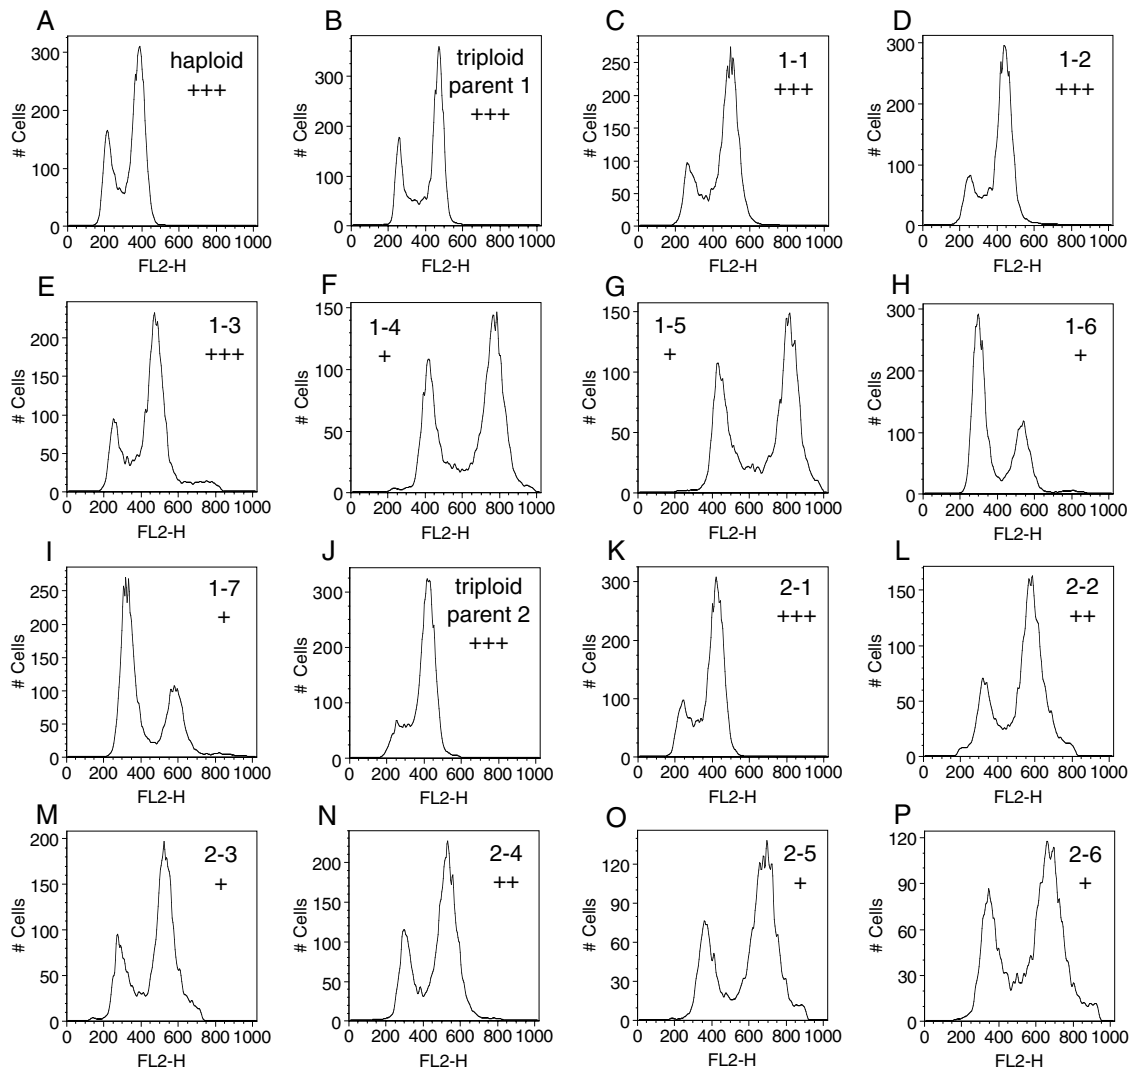 A
haploid
+++
# Cells
300
200
100
0
0 200 400 600 800 1000
FL2-H
B
triploid
parent 1
+++
# Cells
300
200
100
0
0 200 400 600 800 1000
FL2-H
C
1-1
+++
# Cells
250
200
150
100
50
0
0 200 400 600 800 1000
FL2-H
D
1-2
+++
# Cells
300
200
100
0
0 200 400 600 800 1000
FL2-H
E
1-3
+++
# Cells
200
150
100
50
0
0 200 400 600 800 1000
FL2-H
F
1-4
+
# Cells
150
100
50
0
0 200 400 600 800 1000
FL2-H
G
1-5
+
# Cells
150
100
50
0
0 200 400 600 800 1000
FL2-H
H
1-6
+
# Cells
300
200
100
0
0 200 400 600 800 1000
FL2-H
I
1-7
+
# Cells
250
200
150
100
50
0
0 200 400 600 800 1000
FL2-H
J
triploid
parent 2
+++
# Cells
300
200
100
0
0 200 400 600 800 1000
FL2-H
K
2-1
+++
# Cells
300
200
100
0
0 200 400 600 800 1000
FL2-H
L
2-2
++
# Cells
150
100
50
0
0 200 400 600 800 1000
FL2-H
M
2-3
+
# Cells
200
150
100
50
0
0 200 400 600 800 1000
FL2-H
N
2-4
++
# Cells
200
150
100
50
0
0 200 400 600 800 1000
FL2-H
O
2-5
+
# Cells
120
90
60
30
0
0 200 400 600 800 1000
FL2-H
P
2-6
+
# Cells
120
90
60
30
0
0 200 400 600 800 1000
FL2-H